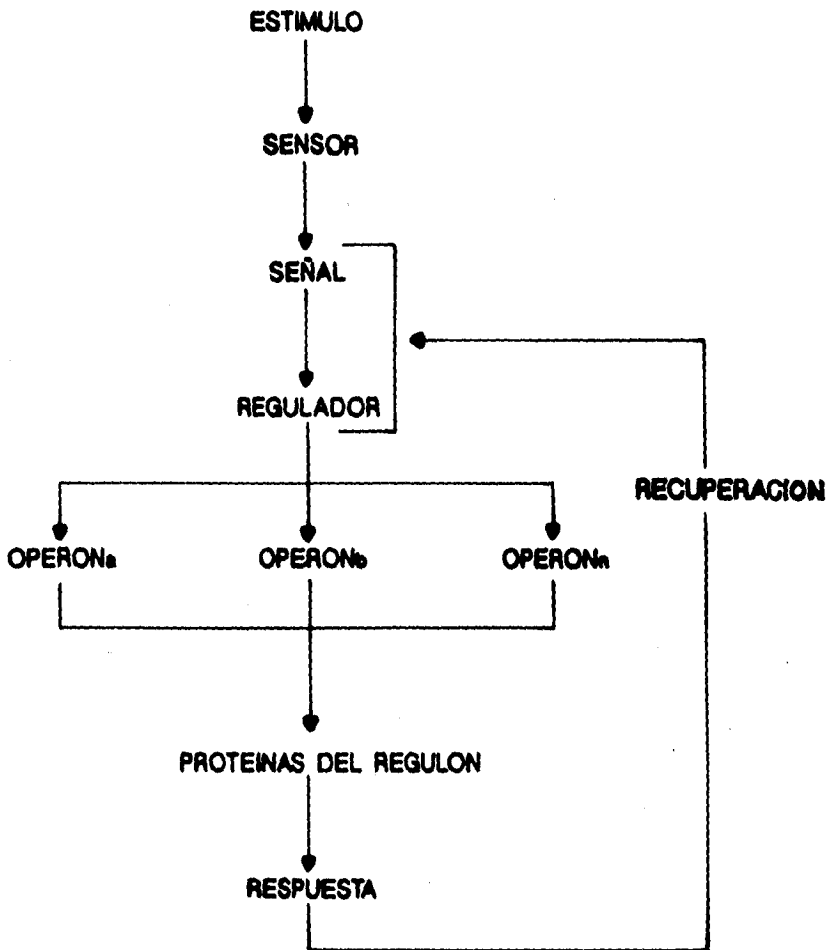 ESTIMULO
SENSOR
SEÑAL
REGULADOR
RECUPERACION
OPERONa OPERONb OPERONn
PROTEINAS DEL REGULON
RESPUESTA